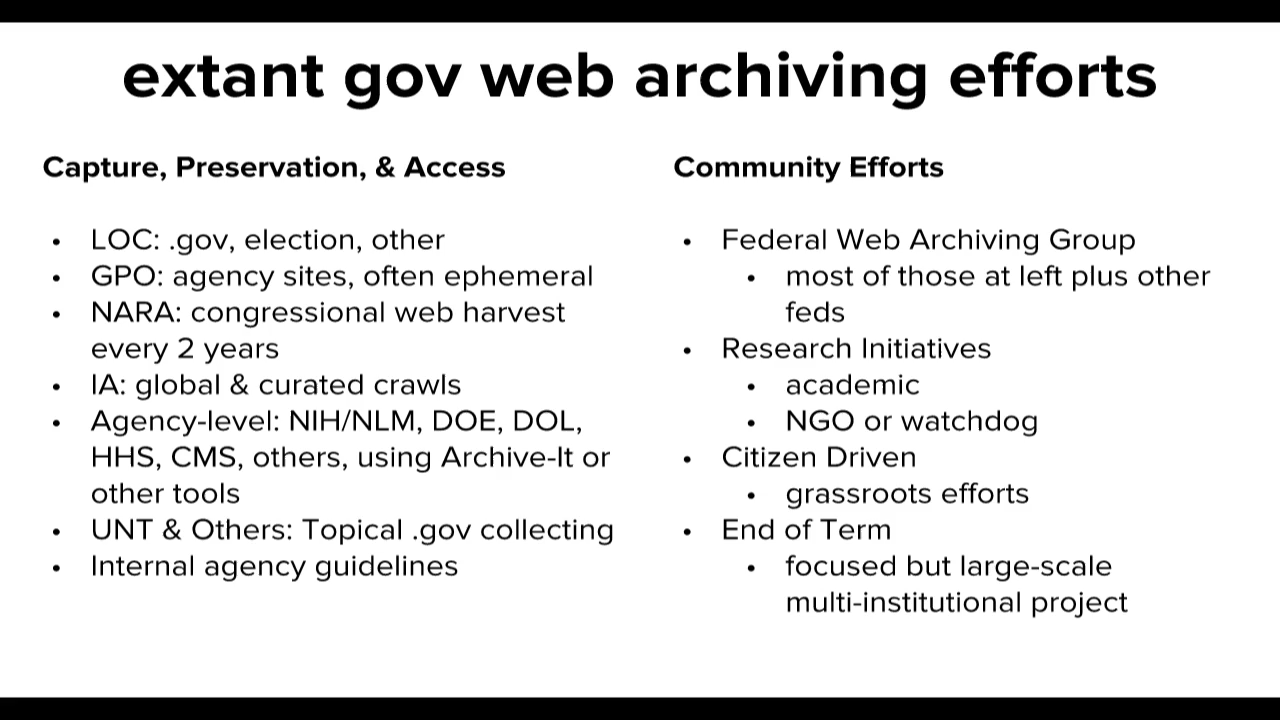 extant gov web archiving efforts
Capture, Preservation, & Access
• LOC: .gov, election, other
• GPO: agency sites, often ephemeral
• NARA: congressional web harvest
every 2 years
• IA: global & curated crawls
• Agency-level: NIH/NLM, DOE, DOL,
HHS, CMS, others, using Archive-It or
other tools
• UNT & Others: Topical .gov collecting
• Internal agency guidelines
Community Efforts
• Federal Web Archiving Group
• most of those at left plus other
feds
• Research Initiatives
• academic
• NGO or watchdog
• Citizen Driven
• grassroots efforts
• End of Term
• focused but large-scale
multi-institutional project